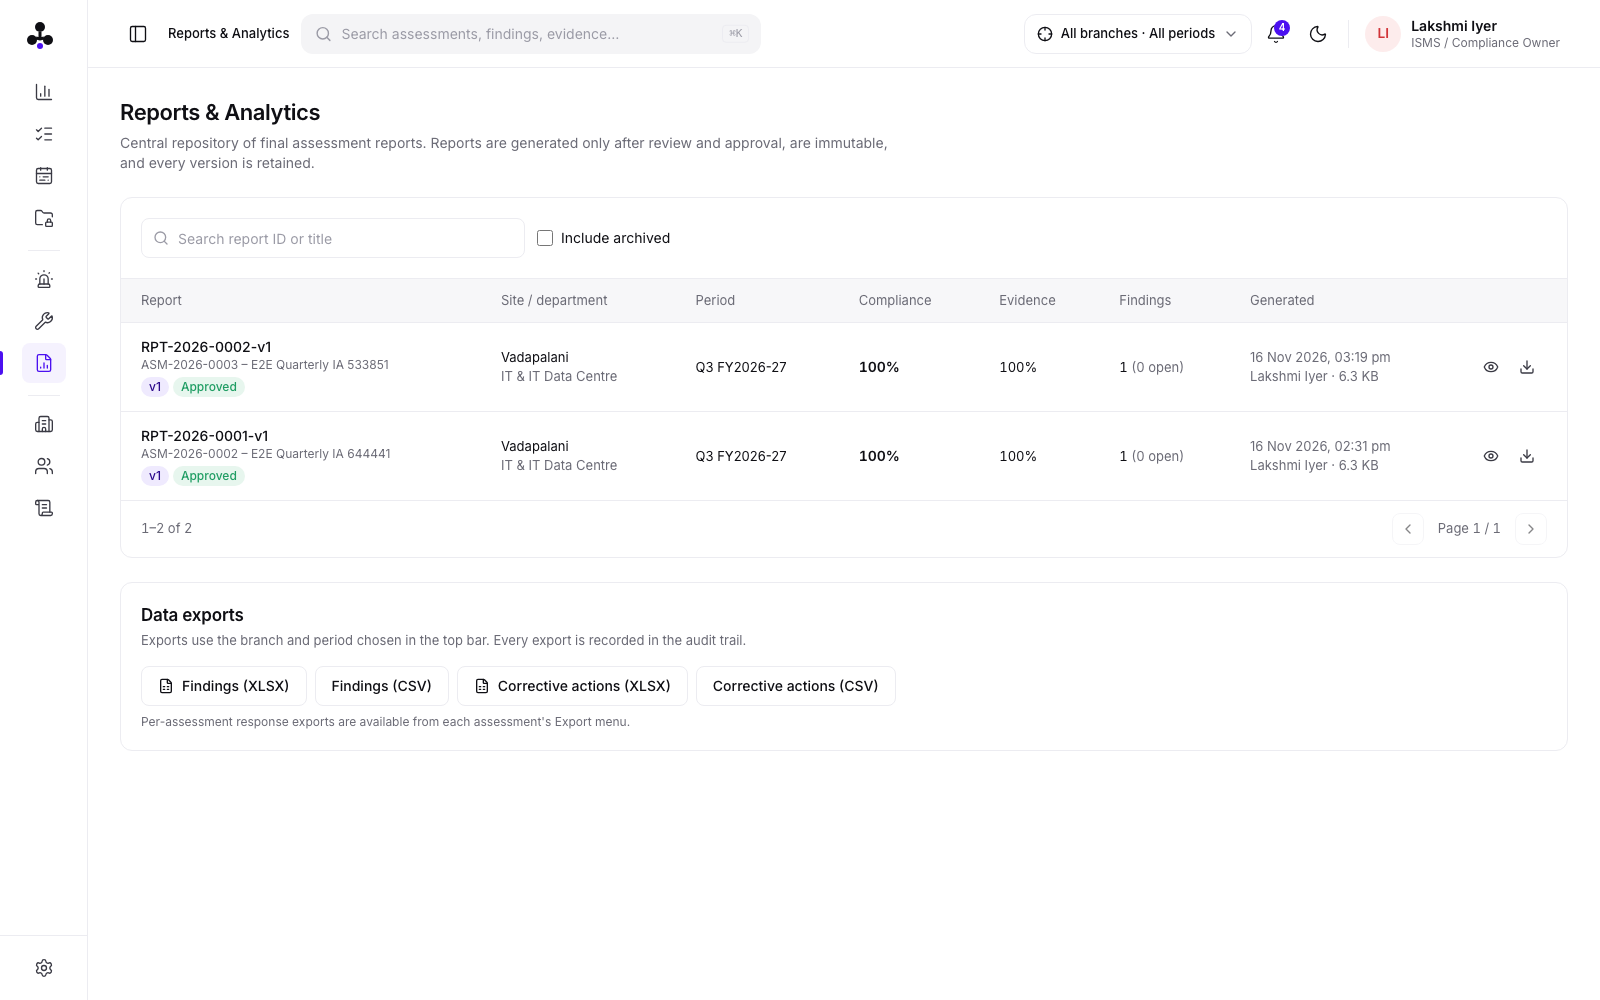 Reports & Analytics
Search assessments, findings, evidence...
⌘K
All branches · All periods
4
LI
Lakshmi Iyer
ISMS / Compliance Owner
Reports & Analytics
Central repository of final assessment reports. Reports are generated only after review and approval, are immutable,
and every version is retained.
Search report ID or title
Include archived
Report
Site / department
Period
Compliance
Evidence
Findings
Generated
RPT-2026-0002-v1
ASM-2026-0003 – E2E Quarterly IA 533851
v1
Approved
Vadapalani
IT & IT Data Centre
Q3 FY2026-27
100%
100%
1 (0 open)
16 Nov 2026, 03:19 pm
Lakshmi Iyer · 6.3 KB
RPT-2026-0001-v1
ASM-2026-0002 – E2E Quarterly IA 644441
v1
Approved
Vadapalani
IT & IT Data Centre
Q3 FY2026-27
100%
100%
1 (0 open)
16 Nov 2026, 02:31 pm
Lakshmi Iyer · 6.3 KB
1–2 of 2
Page 1 / 1
Data exports
Exports use the branch and period chosen in the top bar. Every export is recorded in the audit trail.
Findings (XLSX)
Findings (CSV)
Corrective actions (XLSX)
Corrective actions (CSV)
Per-assessment response exports are available from each assessment's Export menu.